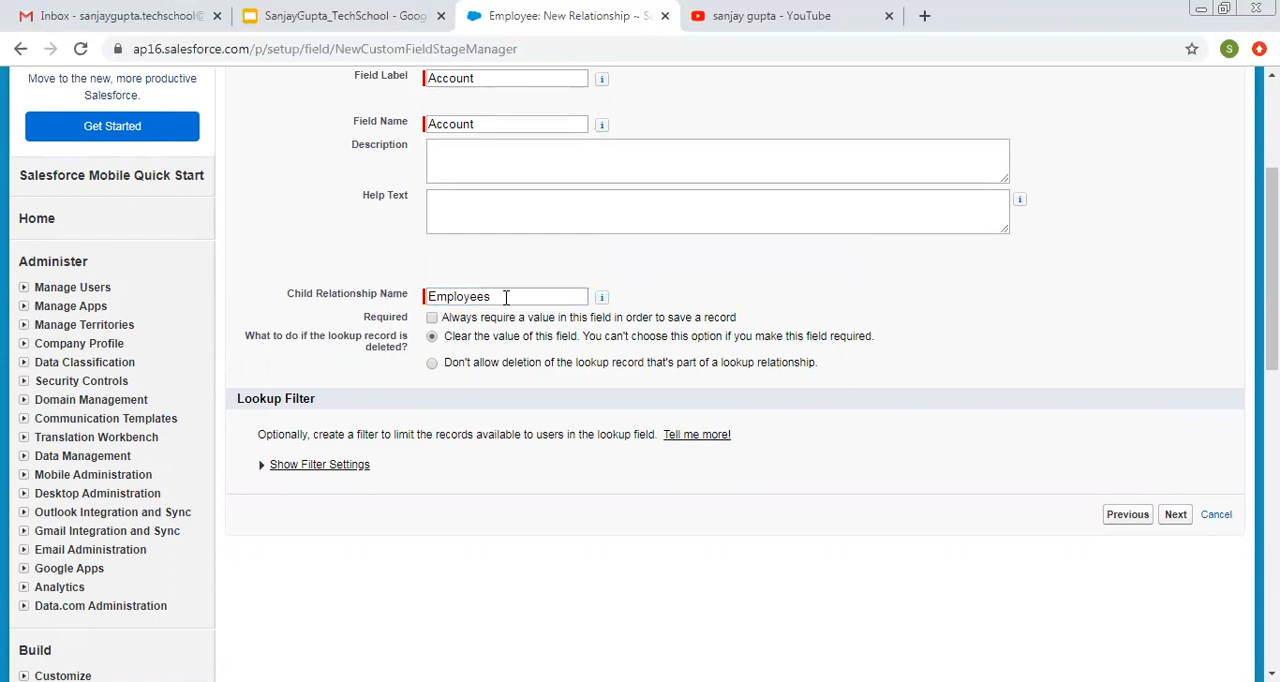 Inbox - sanjaygupta.techschool@
SanjayGupta_TechSchool - Goog
Employee: New Relationship ~ S
sanjay gupta - YouTube
ap16.salesforce.com/p/setup/field/NewCustomFieldStageManager
S
Move to the new, more productive
Salesforce.
Get Started
Salesforce Mobile Quick Start
Home
Administer
Manage Users
Manage Apps
Manage Territories
Company Profile
Data Classification
Security Controls
Domain Management
Communication Templates
Translation Workbench
Data Management
Mobile Administration
Desktop Administration
Outlook Integration and Sync
Gmail Integration and Sync
Email Administration
Google Apps
Analytics
Data.com Administration
Build
Customize
Field Label Account
Field Name Account
Description
Help Text
Child Relationship Name Employees
Required Always require a value in this field in order to save a record
What to do if the lookup record is
deleted?
Clear the value of this field. You can't choose this option if you make this field required.
Don't allow deletion of the lookup record that's part of a lookup relationship.
Lookup Filter
Optionally, create a filter to limit the records available to users in the lookup field. Tell me more!
Show Filter Settings
Previous Next Cancel